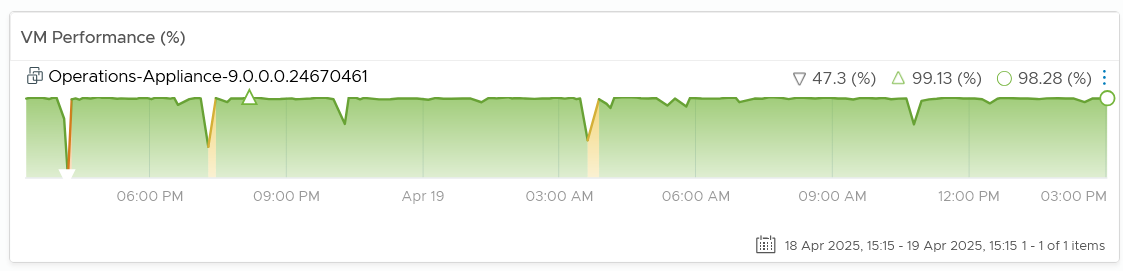 VM Performance (%)
Operations-Appliance-9.0.0.0.24670461 47.3 (%) 99.13 (%) 98.28 (%)
06:00 PM 09:00 PM Apr 19 03:00 AM 06:00 AM 09:00 AM 12:00 PM 03:00 PM
18 Apr 2025, 15:15 - 19 Apr 2025, 15:15 1 - 1 of 1 items